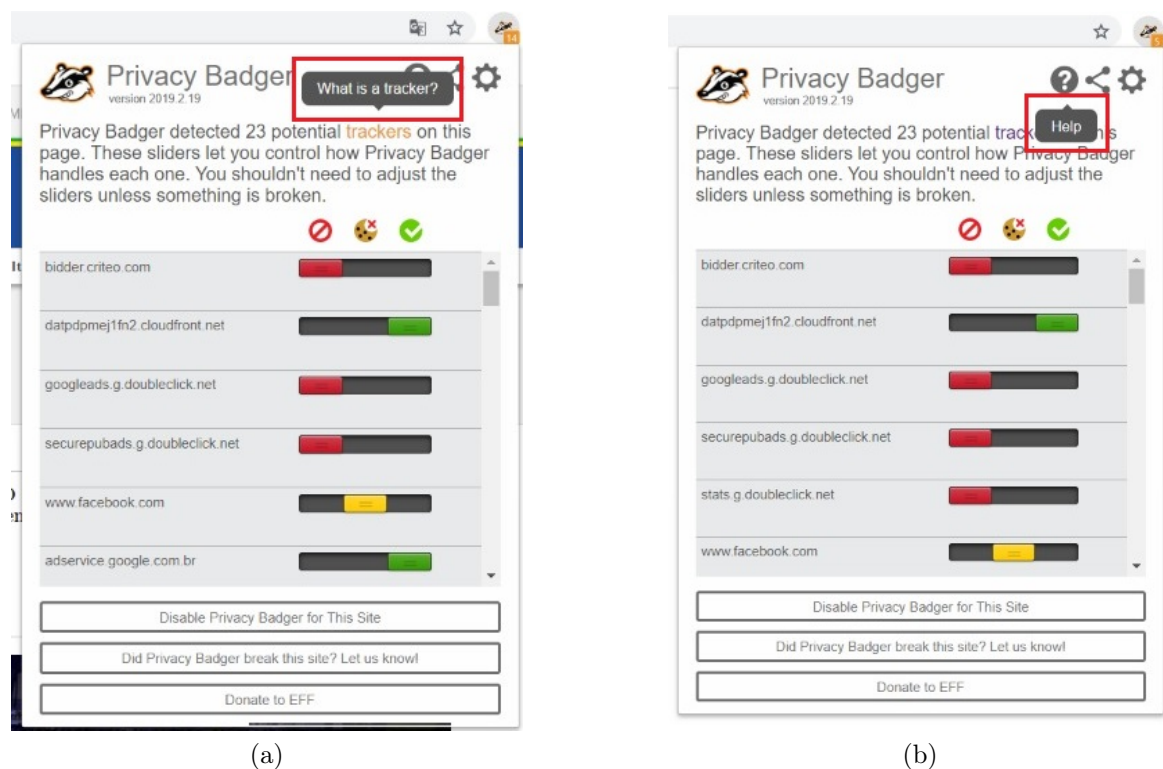 14
Privacy Badger
version 2019.2.19
What is a tracker?
Privacy Badger detected 23 potential trackers on this
page. These sliders let you control how Privacy Badger
handles each one. You shouldn't need to adjust the
sliders unless something is broken.
bidder.criteo.com
datpdpmej1fn2.cloudfront.net
googleads.g.doubleclick.net
securepubads.g.doubleclick.net
www.facebook.com
adservice.google.com.br
Disable Privacy Badger for This Site
Did Privacy Badger break this site? Let us know!
Donate to EFF
(a)
5
Privacy Badger
version 2019.2.19
?
Help
Privacy Badger detected 23 potential track s
page. These sliders let you control how Privacy Badger
handles each one. You shouldn't need to adjust the
sliders unless something is broken.
bidder.criteo.com
datpdpmej1fn2.cloudfront.net
googleads.g.doubleclick.net
securepubads.g.doubleclick.net
stats.g.doubleclick.net
www.facebook.com
Disable Privacy Badger for This Site
Did Privacy Badger break this site? Let us know!
Donate to EFF
(b)